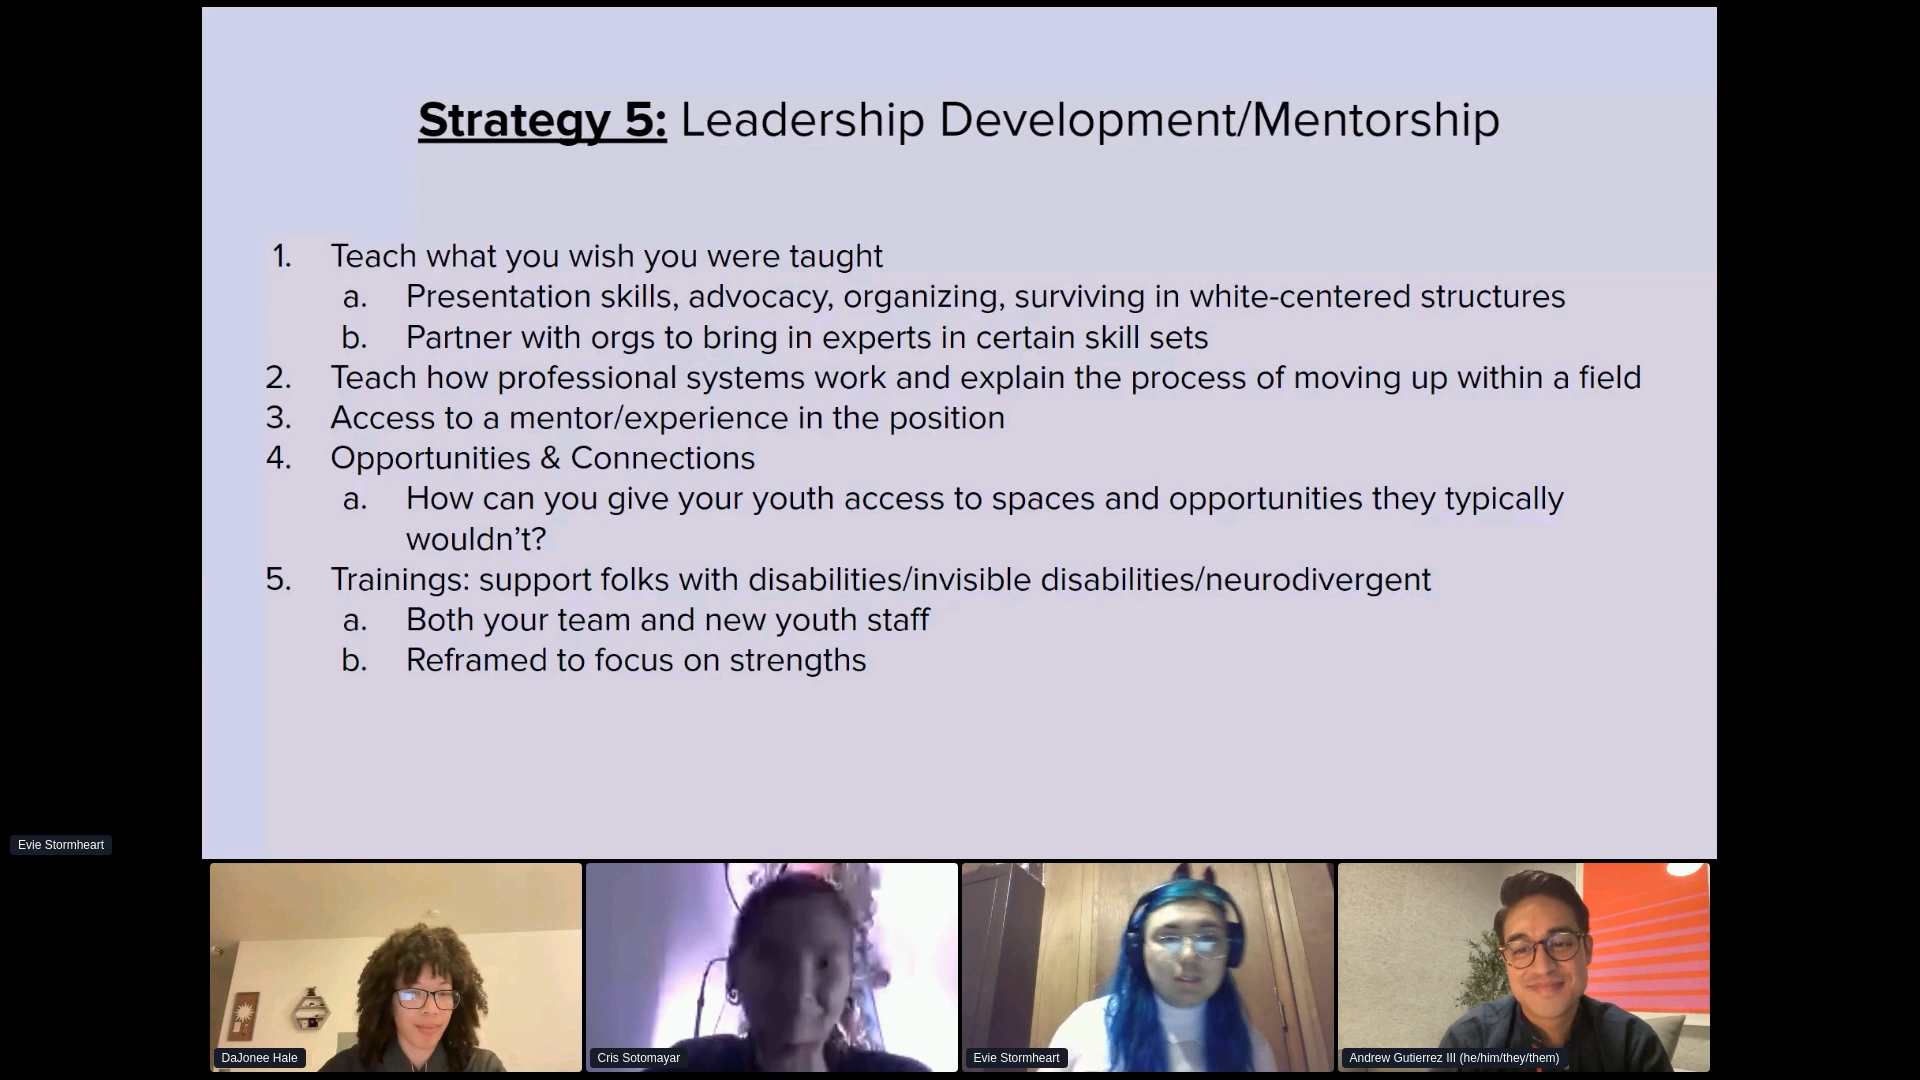 Strategy 5: Leadership Development/Mentorship
1. Teach what you wish you were taught
a. Presentation skills, advocacy, organizing, surviving in white-centered structures
b. Partner with orgs to bring in experts in certain skill sets
2. Teach how professional systems work and explain the process of moving up within a field
3. Access to a mentor/experience in the position
4. Opportunities & Connections
a. How can you give your youth access to spaces and opportunities they typically
wouldn't?
5. Trainings: support folks with disabilities/invisible disabilities/neurodivergent
a. Both your team and new youth staff
b. Reframed to focus on strengths
Evie Stormheart
DaJonee Hale
Cris Sotomayar
Evie Stormheart
Andrew Gutierrez III (he/him/they/them)